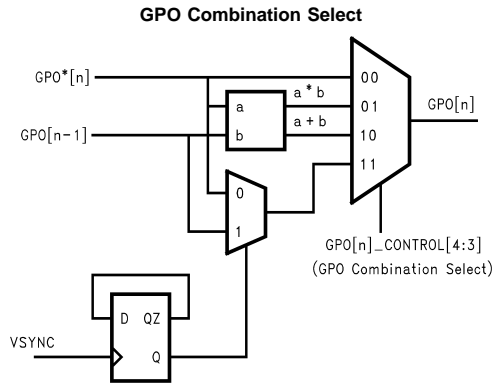 GPO Combination Select
GPO*[n]
GPO[n-1]
a
b
a * b
a + b
00
01
10
11
GPO[n]
0
1
GPO[n]_CONTROL[4:3]
(GPO Combination Select)
D QZ
VSYNC
Q